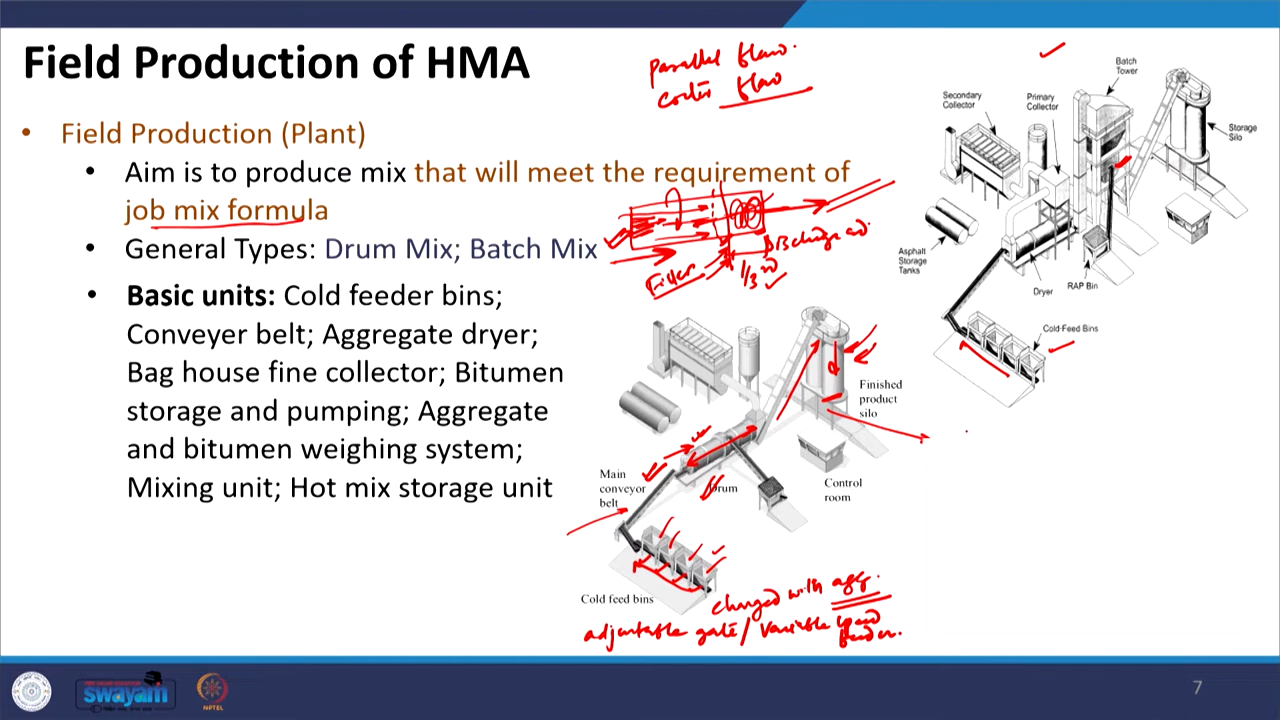 Field Production of HMA
parallel flow.
flow
• Field Production (Plant)
• Aim is to produce mix that will meet the requirement of
job mix formula
• General Types: Drum Mix; Batch Mix
• Basic units: Cold feeder bins;
Conveyer belt; Aggregate dryer;
Bag house fine collector; Bitumen
storage and pumping; Aggregate
and bitumen weighing system;
Mixing unit; Hot mix storage unit
Filler
1/3rd
Discharge
Batch
Tower
Secondary
Collector
Primary
Collector
Storage
Silo
Asphalt
Storage
Tanks
Dryer
RAP Bin
Cold-Feed Bins
Finished
product
silo
Main
conveyor
belt
Drum
Control
room
Cold feed bins
charged with agg.
adjustable gate/ variable speed
feeder.
swayam
NPTEL
7